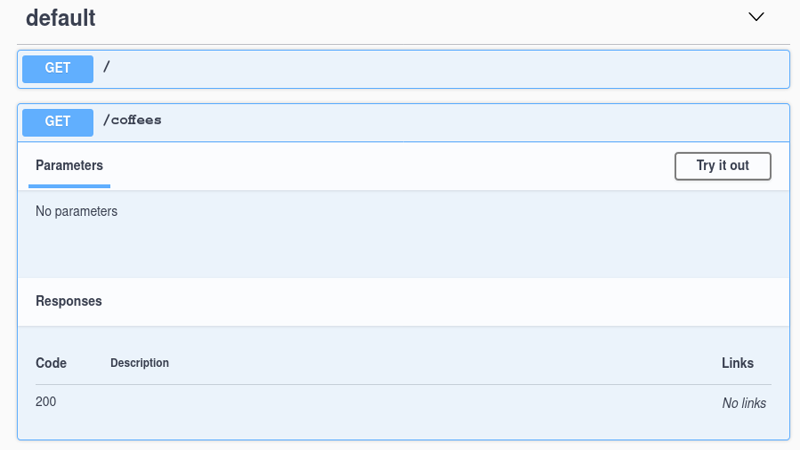 default
GET /
GET /coffees
Parameters Try it out
No parameters
Responses
Code Description Links
200 No links